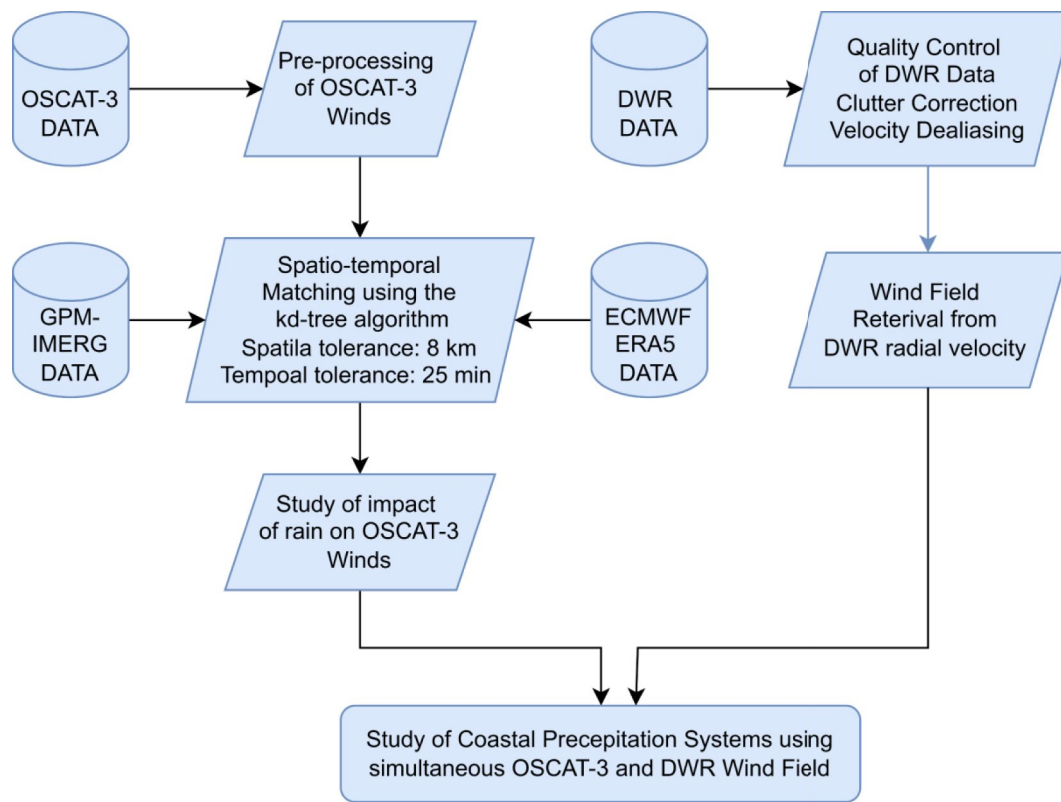 OSCAT-3
DATA
Pre-processing
of OSCAT-3
Winds
DWR
DATA
Quality Control
of DWR Data
Clutter Correction
Velocity Dealiasing
GPM-
IMERG
DATA
Spatio-temporal
Matching using the
kd-tree algorithm
Spatila tolerance: 8 km
Tempoal tolerance: 25 min
ECMWF
ERA5
DATA
Wind Field
Reterival from
DWR radial velocity
Study of impact
of rain on OSCAT-3
Winds
Study of Coastal Precepitation Systems using
simultaneous OSCAT-3 and DWR Wind Field